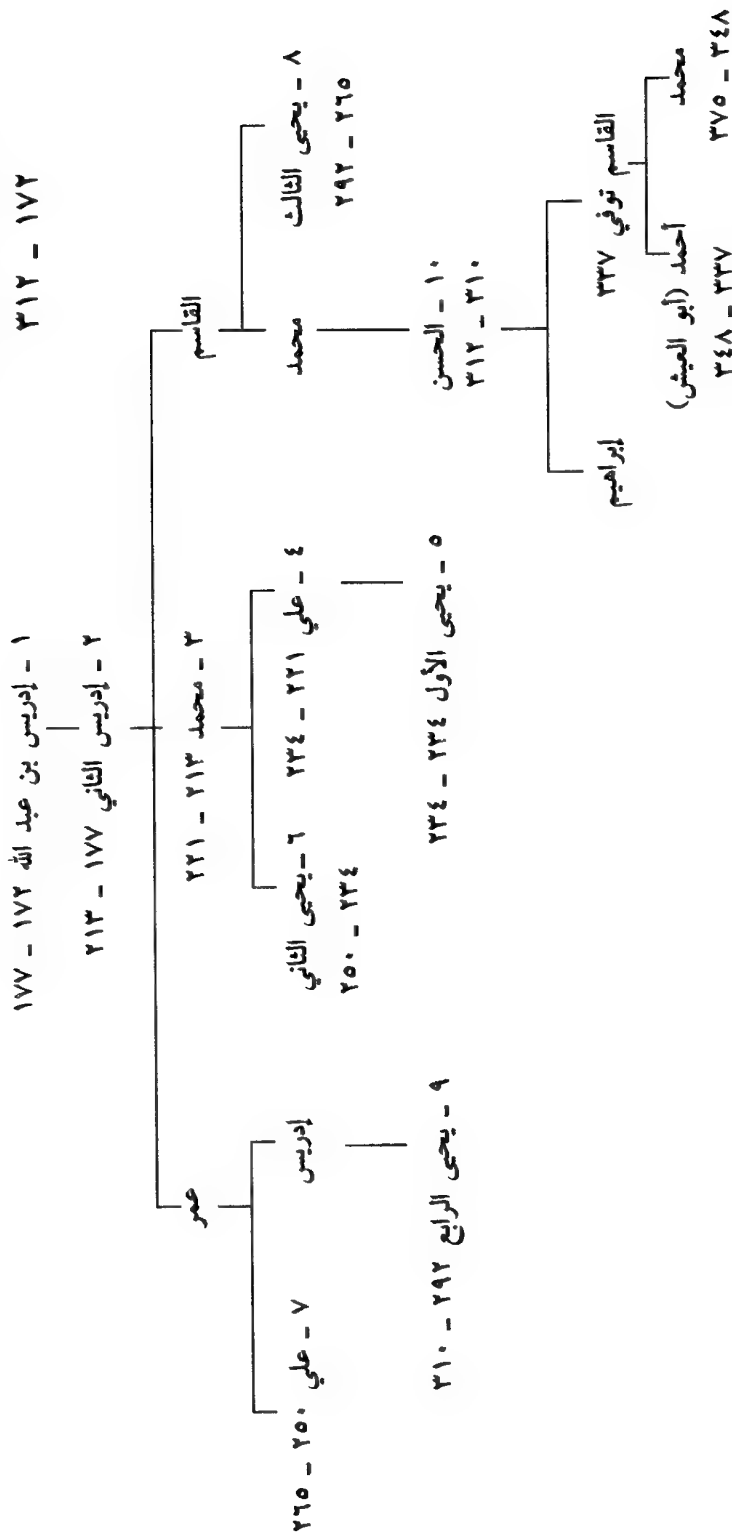 ١٧٢ - ٣١٢
١ - إدريس بن عبد الله ١٧٢ - ١٧٧
٢ - إدريس الثاني ١٧٧ - ٢١٣
القاسم
٣ - محمد ٢١٣ - ٢٢١
عمر
٨ - يحيى الثالث
٢٦٥ - ٢٩٢
محمد
٤ - علي ٢٢١ - ٢٣٤
٦ - يحيى الثاني
٢٣٤ - ٢٥٠
إدريس
٧ - علي ٢٥٠ - ٢٦٥
١٠ - الحسن
٣١٠ - ٣١٢
٥ - يحيى الأول ٢٣٤ - ٢٣٤
٩ - يحيى الرابع ٢٩٢ - ٣١٠
القاسم توفي ٣٣٧
إبراهيم
محمد
٣٤٨ - ٣٧٥
أحمد (أبو العيش)
٣٣٧ - ٣٤٨